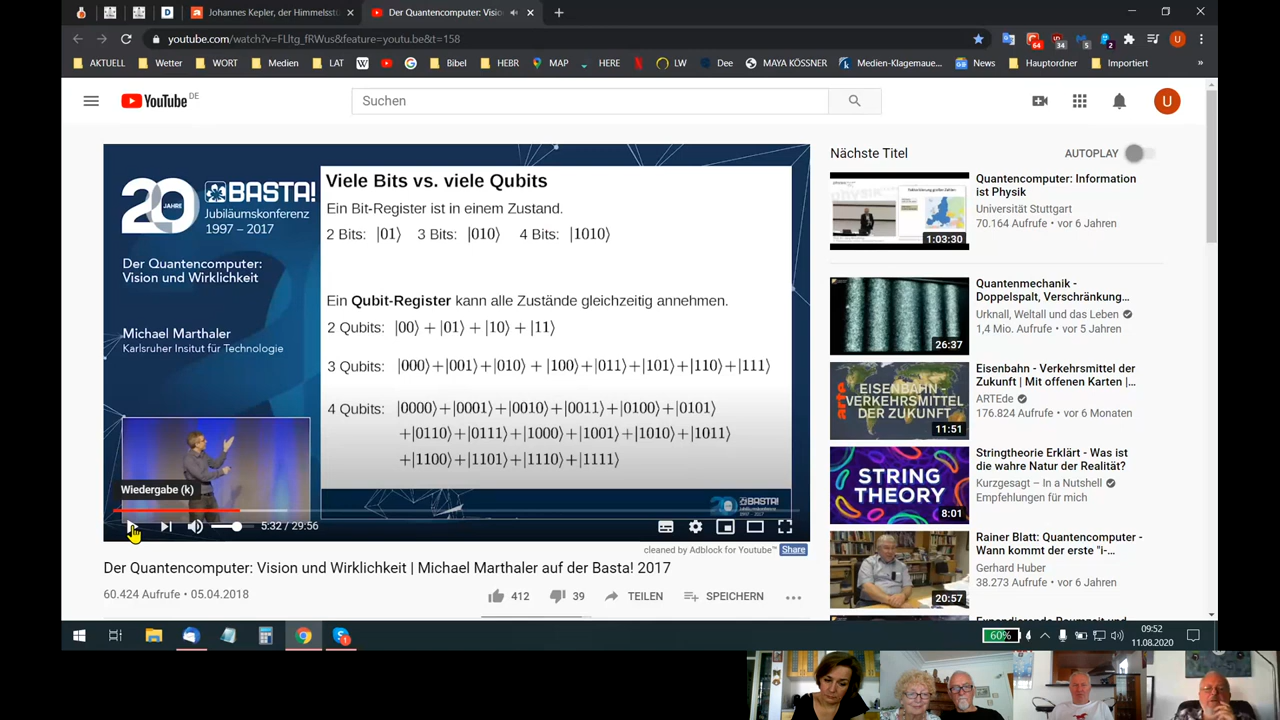 Johannes Kepler, der Himmelsstü
Der Quantencomputer: Visio
youtube.com/watch?v=FUtg_fRWus&feature=youtu.be&t=158
64
34
5
2
U
AKTUELL
Wetter
WORT
Medien
LAT
Bibel
HEBR
MAP
HERE
LW
Dee
MAYA KÖSSNER
Medien-Klagemaue...
News
Hauptordner
Importiert
»
YouTube DE
Suchen
U
20 JAHRE
BASTA!
Jubiläumskonferenz
1997 – 2017
Der Quantencomputer:
Vision und Wirklichkeit
Michael Marthaler
Karlsruher Insitut für Technologie
Viele Bits vs. viele Qubits
Ein Bit-Register ist in einem Zustand.
2 Bits: |01⟩ 3 Bits: |010⟩ 4 Bits: |1010⟩
Ein Qubit-Register kann alle Zustände gleichzeitig annehmen.
2 Qubits: |00⟩+|01⟩+|10⟩+|11⟩
3 Qubits: |000⟩+|001⟩+|010⟩ + |100⟩+|011⟩+|101⟩+|110⟩+|111⟩
4 Qubits: |0000⟩+|0001⟩+|0010⟩+|0011⟩+|0100⟩+|0101⟩
+|0110⟩+|0111⟩+|1000⟩+|1001⟩+|1010⟩+|1011⟩
+|1100⟩+|1101⟩+|1110⟩+|1111⟩
BASTA!
Wiedergabe (k)
5:32 / 29:56
cleaned by Adblock for Youtube™ Share
Der Quantencomputer: Vision und Wirklichkeit | Michael Marthaler auf der Basta! 2017
60.424 Aufrufe • 05.04.2018
412
39
TEILEN
SPEICHERN
Nächste Titel
AUTOPLAY
1:03:30
Quantencomputer: Information
ist Physik
Universität Stuttgart
70.164 Aufrufe • vor 6 Jahren
26:37
Quantenmechanik -
Doppelspalt, Verschränkung...
Urknall, Weltall und das Leben
1,4 Mio. Aufrufe • vor 5 Jahren
arte
EISENBAHN -
VERKEHRSMITTEL
DER ZUKUNFT
11:51
Eisenbahn - Verkehrsmittel der
Zukunft | Mit offenen Karten |...
ARTEde
176.824 Aufrufe • vor 6 Monaten
STRING
THEORY
8:01
Stringtheorie Erklärt - Was ist
die wahre Natur der Realität?
Kurzgesagt – In a Nutshell
Empfehlungen für mich
20:57
Rainer Blatt: Quantencomputer -
Wann kommt der erste "i-...
Gerhard Huber
38.273 Aufrufe • vor 6 Jahren
60%
09:52
11.08.2020